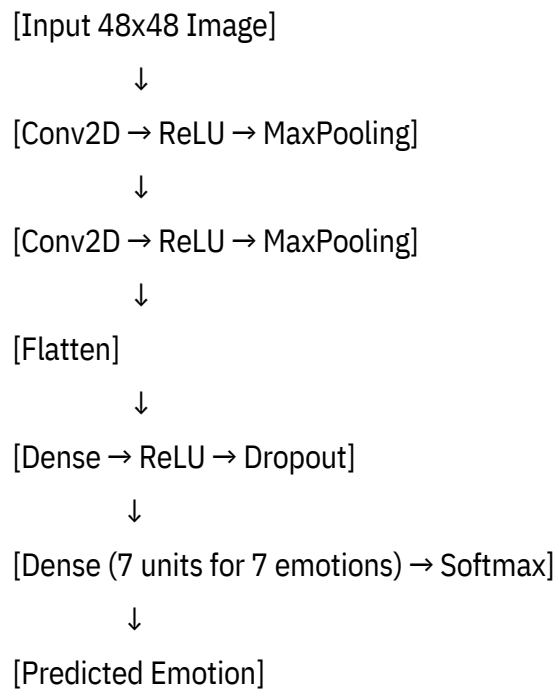 [Input 48x48 Image]
↓
[Conv2D → ReLU → MaxPooling]
↓
[Conv2D → ReLU → MaxPooling]
↓
[Flatten]
↓
[Dense → ReLU → Dropout]
↓
[Dense (7 units for 7 emotions) → Softmax]
↓
[Predicted Emotion]